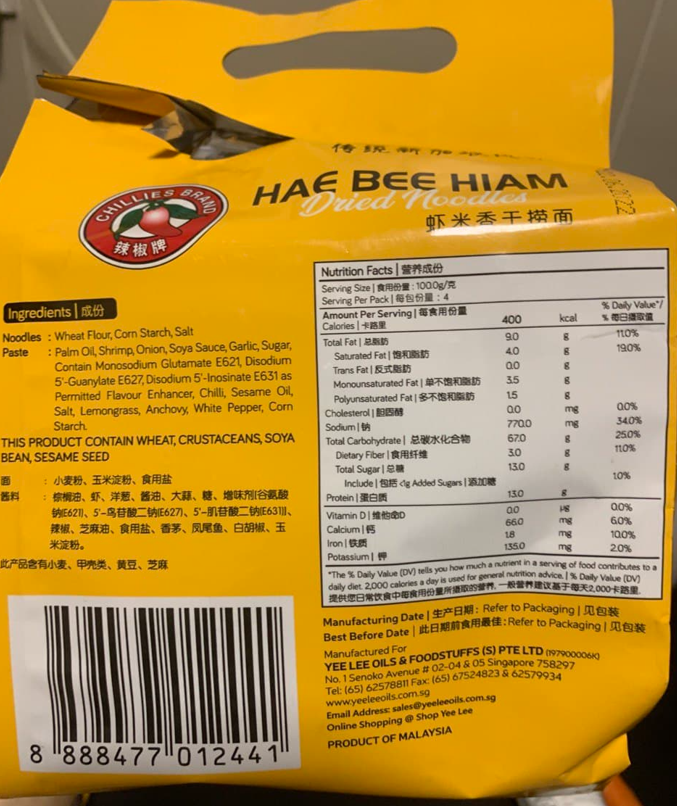 传统新加坡
HAE BEE HIAM
Dried Noodles
虾米香干捞面
CHILLIES BRAND
辣椒牌
Ingredients | 成份
Noodles : Wheat Flour, Corn Starch, Salt
Paste : Palm Oil, Shrimp, Onion, Soya Sauce, Garlic, Sugar,
Contain Monosodium Glutamate E621, Disodium
5'-Guanylate E627, Disodium 5'-Inosinate E631 as
Permitted Flavour Enhancer, Chilli, Sesame Oil,
Salt, Lemongrass, Anchovy, White Pepper, Corn
Starch.
THIS PRODUCT CONTAIN WHEAT, CRUSTACEANS, SOYA
BEAN, SESAME SEED
面 : 小麦粉、玉米淀粉、食用盐
酱料 : 棕榈油、虾、洋葱、酱油、大蒜、糖、增味剂(谷氨酸
钠(E621)、5'-鸟苷酸二钠(E627)、5'-肌苷酸二钠(E631))、
辣椒、芝麻油、食用盐、香茅、凤尾鱼、白胡椒、玉
米淀粉。
此产品含有小麦、甲壳类、黄豆、芝麻
8 888477 012441
Nutrition Facts | 营养成份
Serving Size | 食用份量 : 100.0g/克
Serving Per Pack | 每包份量 : 4
Amount Per Serving | 每食用份量 % Daily Value*/
Calories | 卡路里 400 kcal % 每日摄取值
Total Fat | 总脂肪 9.0 g 11.0%
Saturated Fat | 饱和脂肪 4.0 g 19.0%
Trans Fat | 反式脂肪 0.0 g
Monounsaturated Fat | 单不饱和脂肪 3.5 g
Polyunsaturated Fat | 多不饱和脂肪 1.5 g
Cholesterol | 胆固醇 0.0 mg 0.0%
Sodium | 钠 770.0 mg 34.0%
Total Carbohydrate | 总碳水化合物 67.0 g 25.0%
Dietary Fiber | 食用纤维 3.0 g 11.0%
Total Sugar | 总糖 13.0 g
Include | 包括 <1g Added Sugars | 添加糖 1.0%
Protein | 蛋白质 13.0 g
Vitamin D | 维他命D 0.0 µg 0.0%
Calcium | 钙 66.0 mg 6.0%
Iron | 铁质 1.8 mg 10.0%
Potassium | 钾 135.0 mg 2.0%
*The % Daily Value (DV) tells you how much a nutrient in a serving of food contributes to a
daily diet. 2,000 calories a day is used for general nutrition advice. | % Daily Value (DV)
提供您日常饮食中每食用份量所摄取的营养。一般营养建议基于每天2,000卡路里.
Manufacturing Date | 生产日期 : Refer to Packaging | 见包装
Best Before Date | 此日期前食用最佳 : Refer to Packaging | 见包装
Manufactured For
YEE LEE OILS & FOODSTUFFS (S) PTE LTD (197900006K)
No. 1 Senoko Avenue # 02-04 & 05 Singapore 758297
Tel: (65) 62578811 Fax: (65) 67524823 & 62579934
www.yeeleeoils.com.sg
Email Address: sales@yeeleeoils.com.sg
Online Shopping @ Shop Yee Lee
PRODUCT OF MALAYSIA